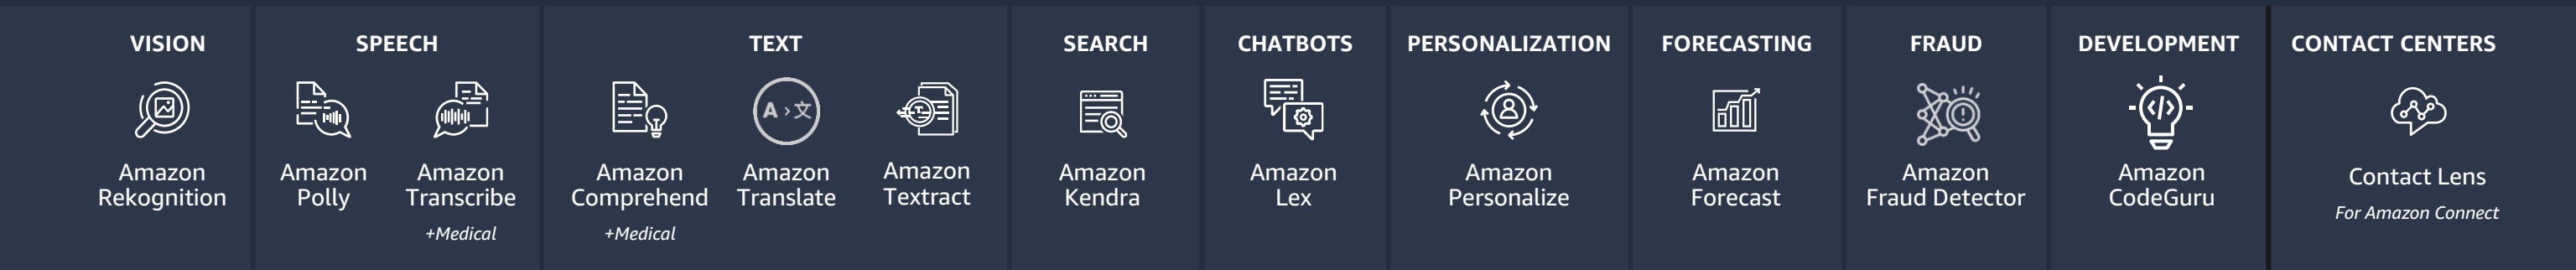 VISION
Amazon
Rekognition
SPEECH
Amazon
Polly
Amazon
Transcribe
+Medical
TEXT
Amazon
Comprehend
+Medical
A › 文
Amazon
Translate
Amazon
Textract
SEARCH
Amazon
Kendra
CHATBOTS
Amazon
Lex
PERSONALIZATION
Amazon
Personalize
FORECASTING
Amazon
Forecast
FRAUD
Amazon
Fraud Detector
DEVELOPMENT
</>
Amazon
CodeGuru
CONTACT CENTERS
Contact Lens
For Amazon Connect